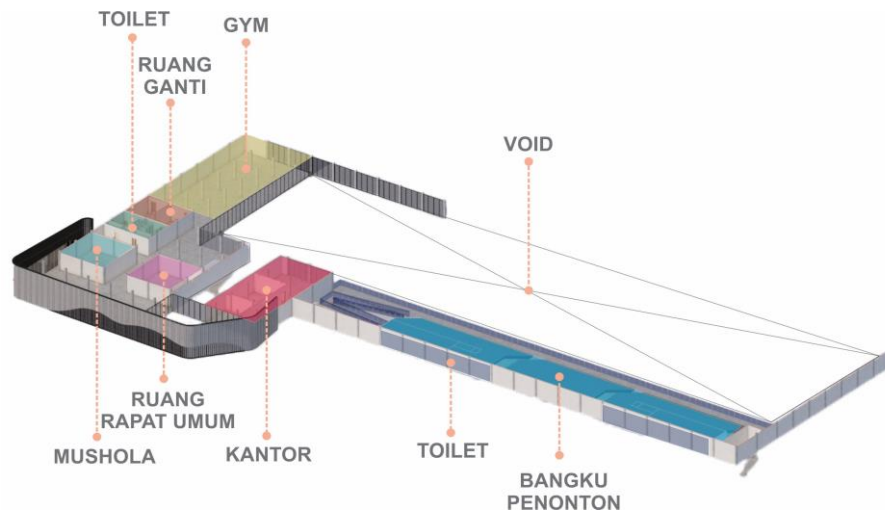 TOILET
GYM
RUANG
GANTI
VOID
RUANG
RAPAT UMUM
MUSHOLA
KANTOR
TOILET
BANGKU
PENONTON